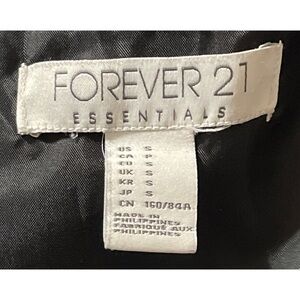 FOREVER 21
ESSENTIALS
US S
CA P
EU S
UK S
KR S
JP S
CN 160/84A
MADE IN
PHILIPPINES
FABRIQUE AUX
PHILIPPINES